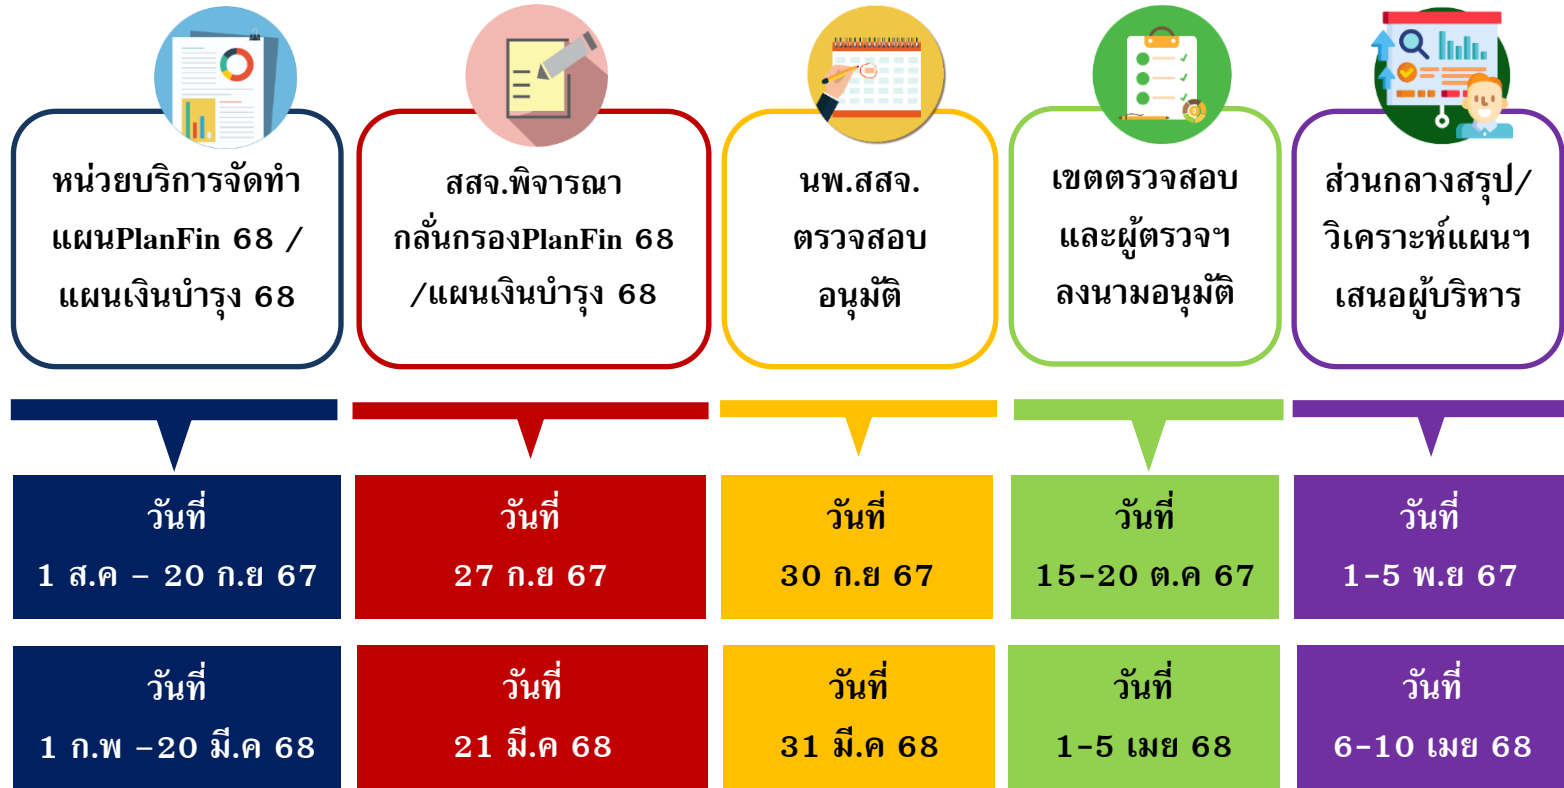 หน่วยบริการจัดทำ
แผนPlanFin 68 /
แผนเงินบำรุง 68
สสจ.พิจารณา
กลั่นกรองPlanFin 68
/แผนเงินบำรุง 68
นพ.สสจ.
ตรวจสอบ
อนุมัติ
เขตตรวจสอบ
และผู้ตรวจฯ
ลงนามอนุมัติ
ส่วนกลางสรุป/
วิเคราะห์แผนฯ
เสนอผู้บริหาร
วันที่
1 ส.ค – 20 ก.ย 67
วันที่
27 ก.ย 67
วันที่
30 ก.ย 67
วันที่
15-20 ต.ค 67
วันที่
1-5 พ.ย 67
วันที่
1 ก.พ –20 มี.ค 68
วันที่
21 มี.ค 68
วันที่
31 มี.ค 68
วันที่
1-5 เมย 68
วันที่
6-10 เมย 68